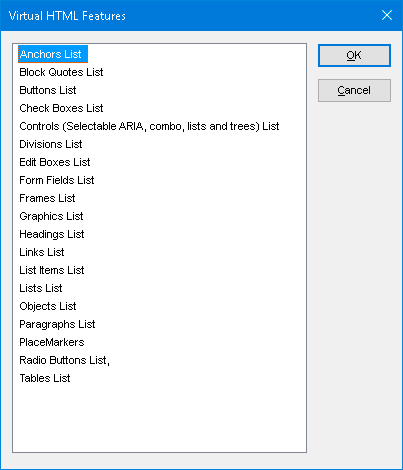 Virtual HTML Features
Anchors List
Block Quotes List
Buttons List
Check Boxes List
Controls (Selectable ARIA, combo, lists and trees) List
Divisions List
Edit Boxes List
Form Fields List
Frames List
Graphics List
Headings List
Links List
List Items List
Lists List
Objects List
Paragraphs List
PlaceMarkers
Radio Buttons List,
Tables List
OK
Cancel